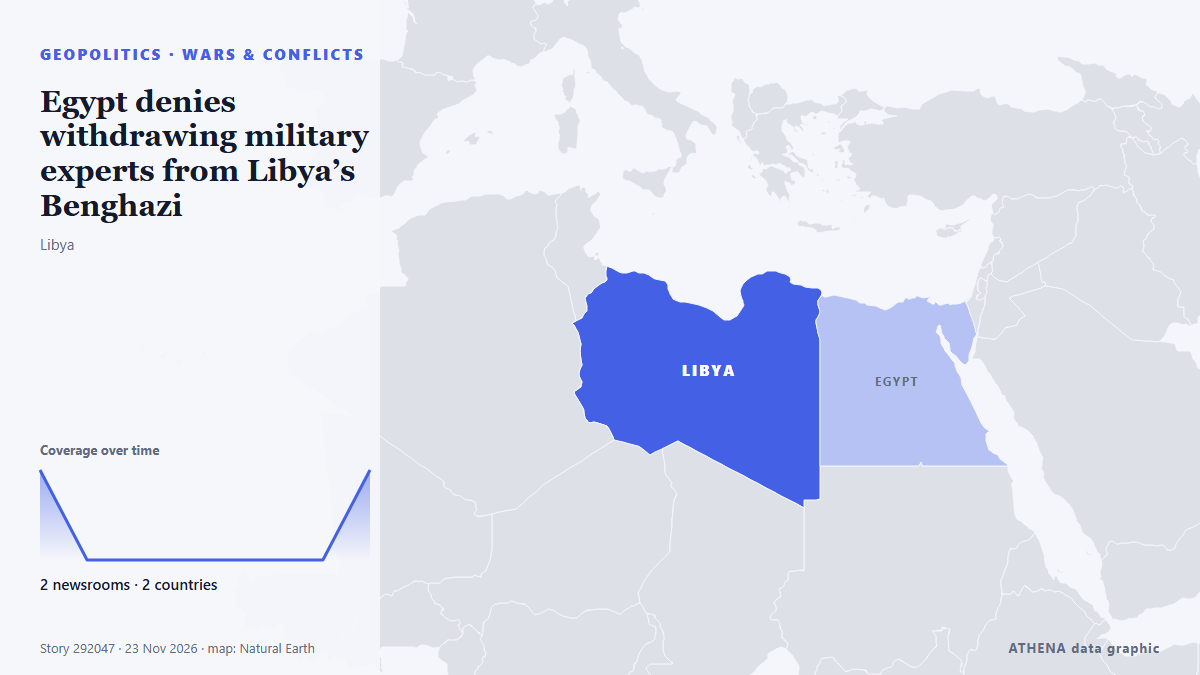 GEOPOLITICS · WARS & CONFLICTS
Egypt denies
withdrawing military
experts from Libya’s
Benghazi
Libya
LIBYA
EGYPT
Coverage over time
2 newsrooms · 2 countries
Story 292047 · 23 Nov 2026 · map: Natural Earth
ATHENA data graphic